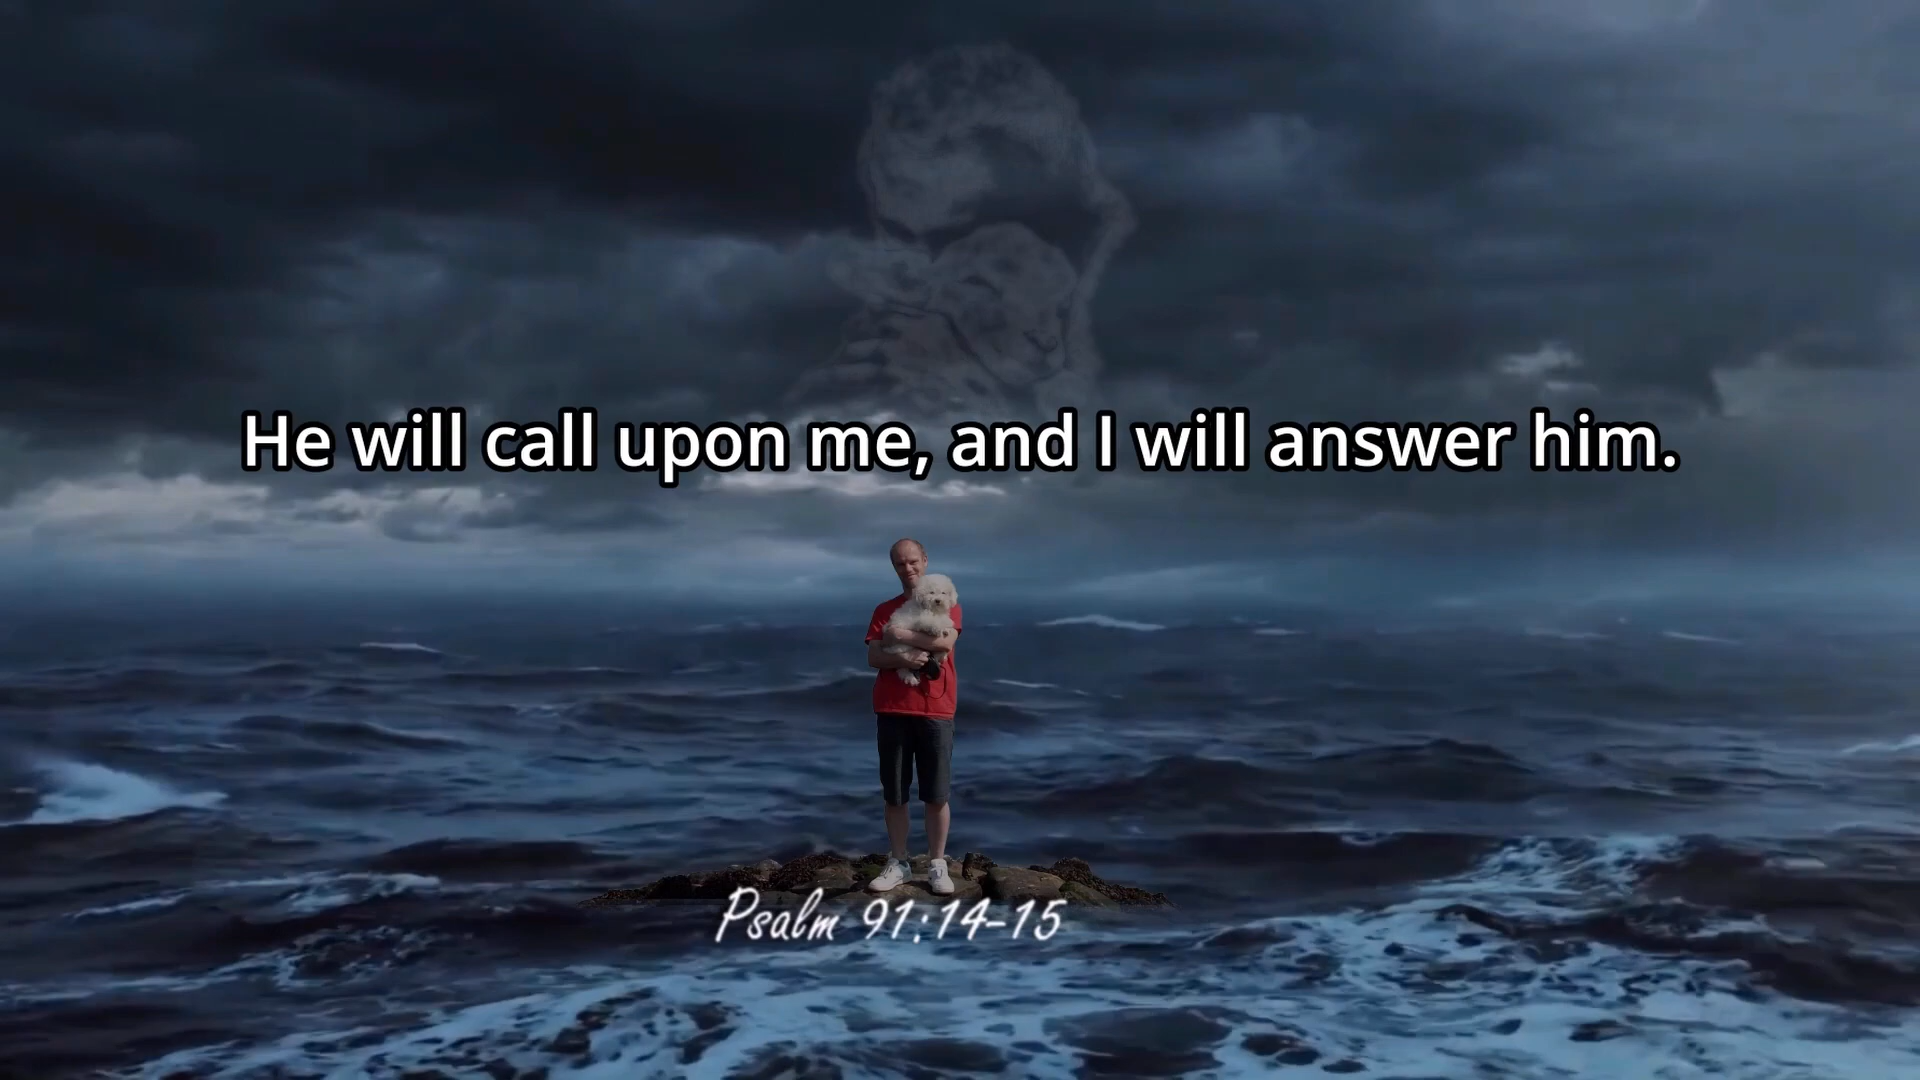 He will call upon me, and I will answer him.
Psalm 91:14-15